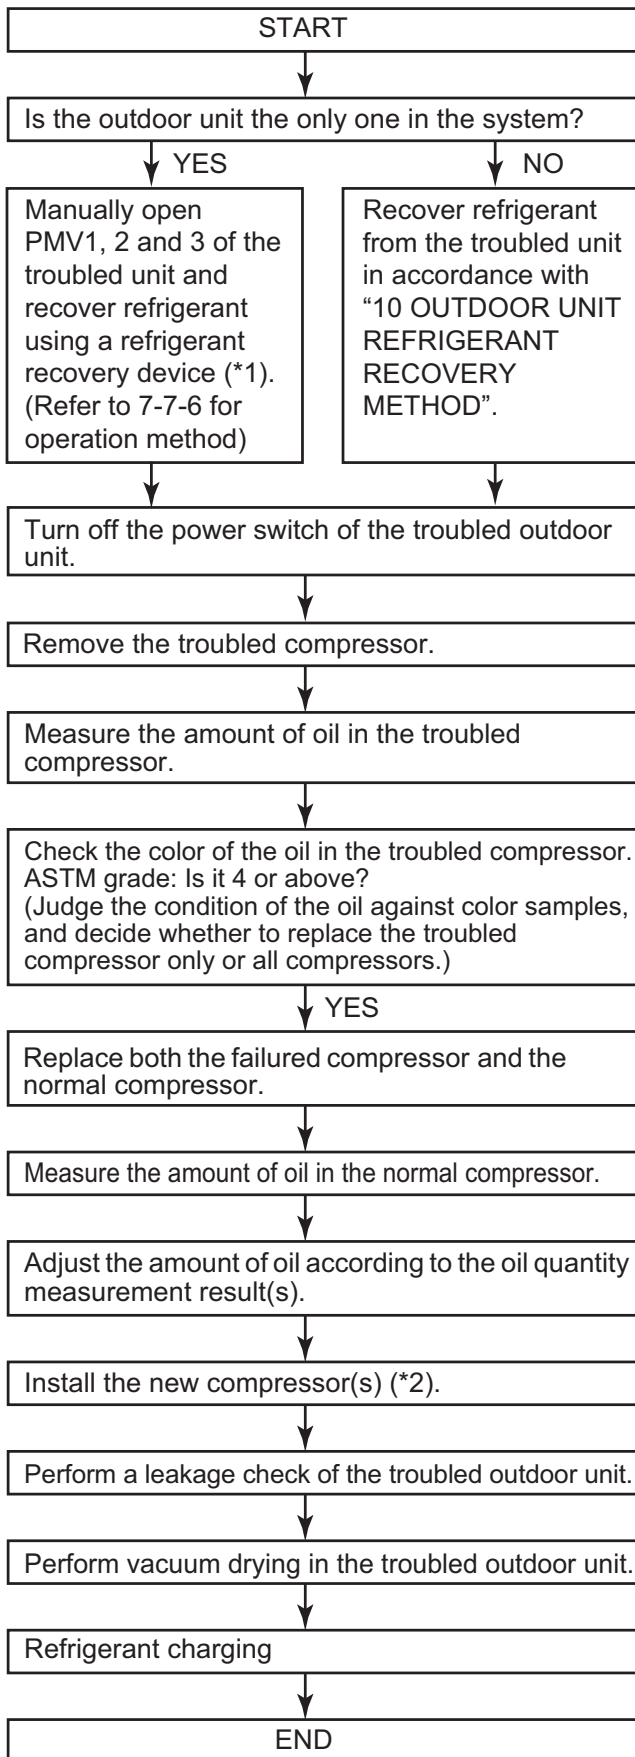 START
Is the outdoor unit the only one in the system?
YES
NO
Manually open
PMV1, 2 and 3 of the
troubled unit and
recover refrigerant
using a refrigerant
recovery device (*1).
(Refer to 7-7-6 for
operation method)
Recover refrigerant
from the troubled unit
in accordance with
“10 OUTDOOR UNIT
REFRIGERANT
RECOVERY
METHOD”.
Turn off the power switch of the troubled outdoor
unit.
Remove the troubled compressor.
Measure the amount of oil in the troubled
compressor.
Check the color of the oil in the troubled compressor.
ASTM grade: Is it 4 or above?
(Judge the condition of the oil against color samples,
and decide whether to replace the troubled
compressor only or all compressors.)
YES
Replace both the failured compressor and the
normal compressor.
Measure the amount of oil in the normal compressor.
Adjust the amount of oil according to the oil quantity
measurement result(s).
Install the new compressor(s) (*2).
Perform a leakage check of the troubled outdoor unit.
Perform vacuum drying in the troubled outdoor unit.
Refrigerant charging
END